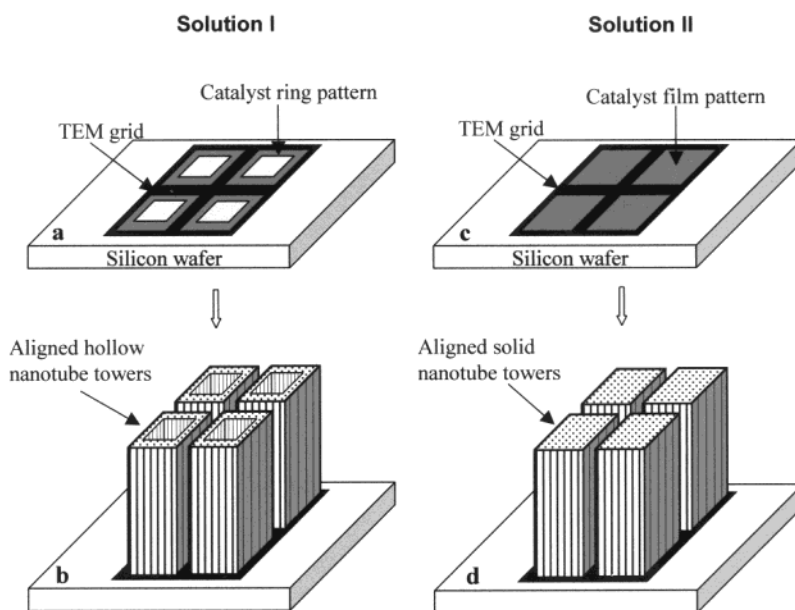 Solution I
Solution II
Catalyst ring pattern
TEM grid
a
Silicon wafer
Catalyst film pattern
TEM grid
c
Silicon wafer
Aligned hollow
nanotube towers
b
Aligned solid
nanotube towers
d